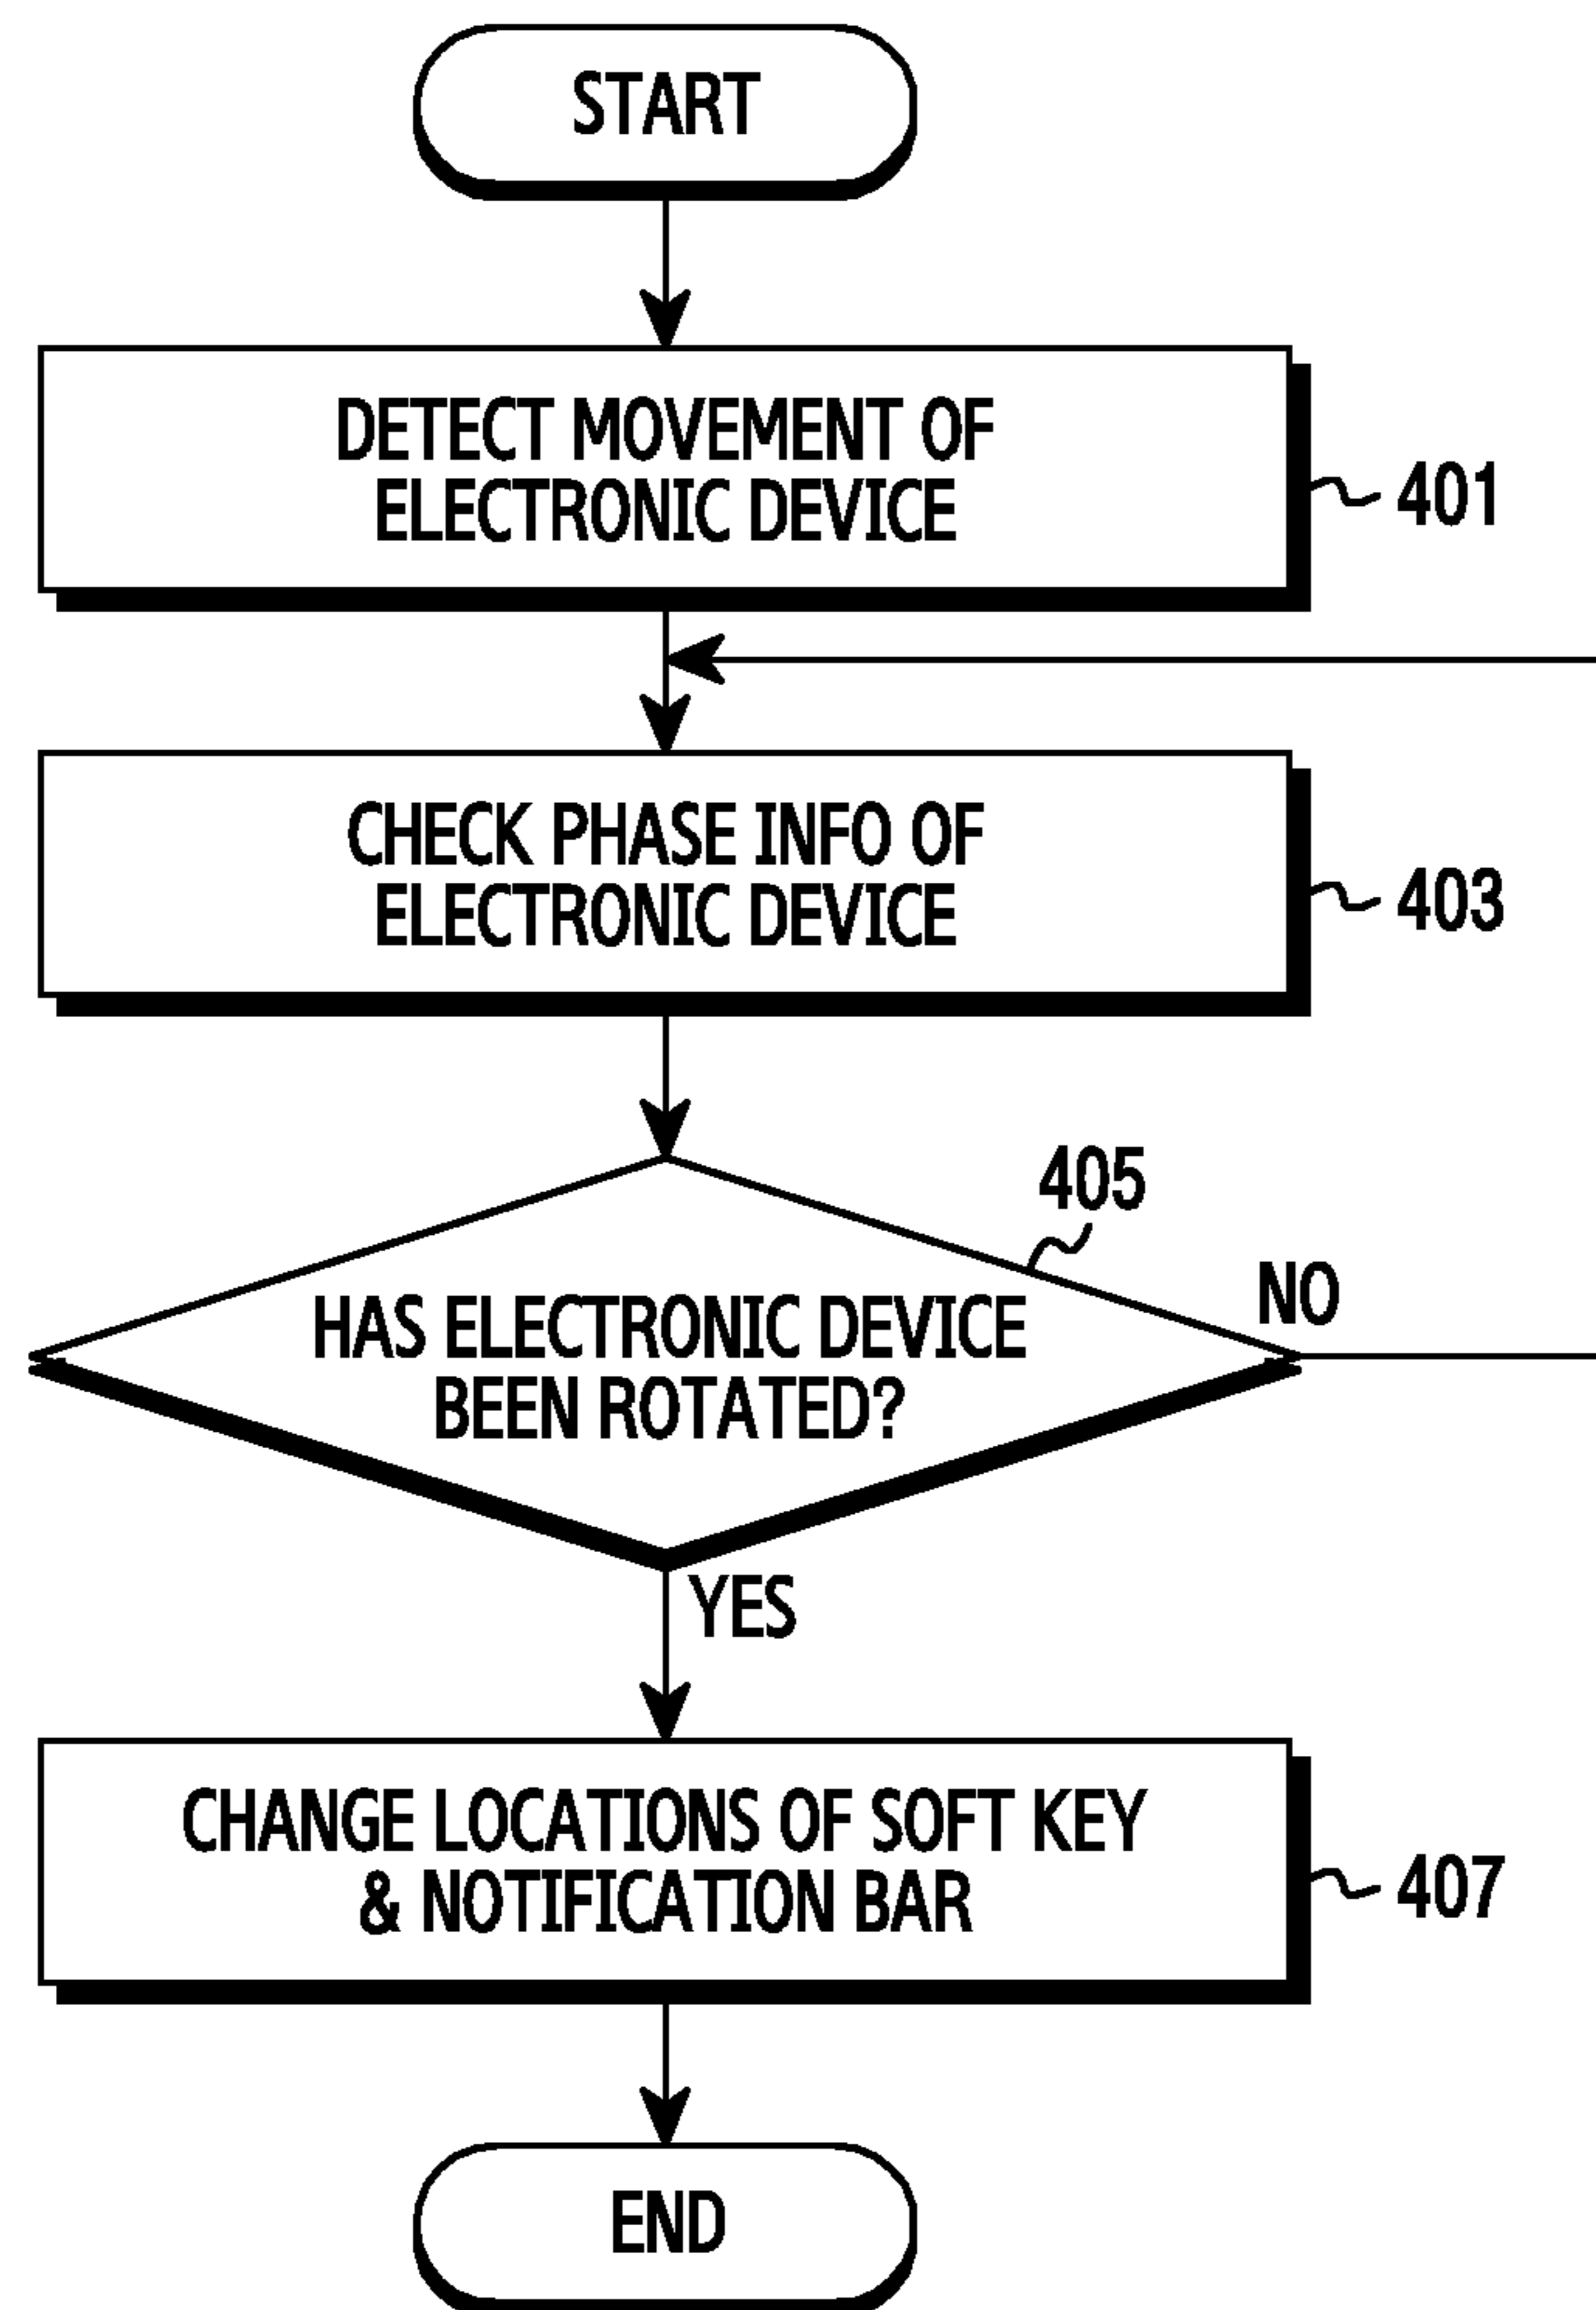 START
DETECT MOVEMENT OF
ELECTRONIC DEVICE
401
CHECK PHASE INFO OF
ELECTRONIC DEVICE
403
405
HAS ELECTRONIC DEVICE
BEEN ROTATED?
NO
YES
CHANGE LOCATIONS OF SOFT KEY
& NOTIFICATION BAR
407
END